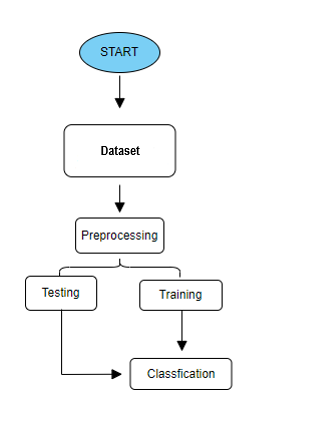 START
Dataset
Preprocessing
Testing
Training
Classfication